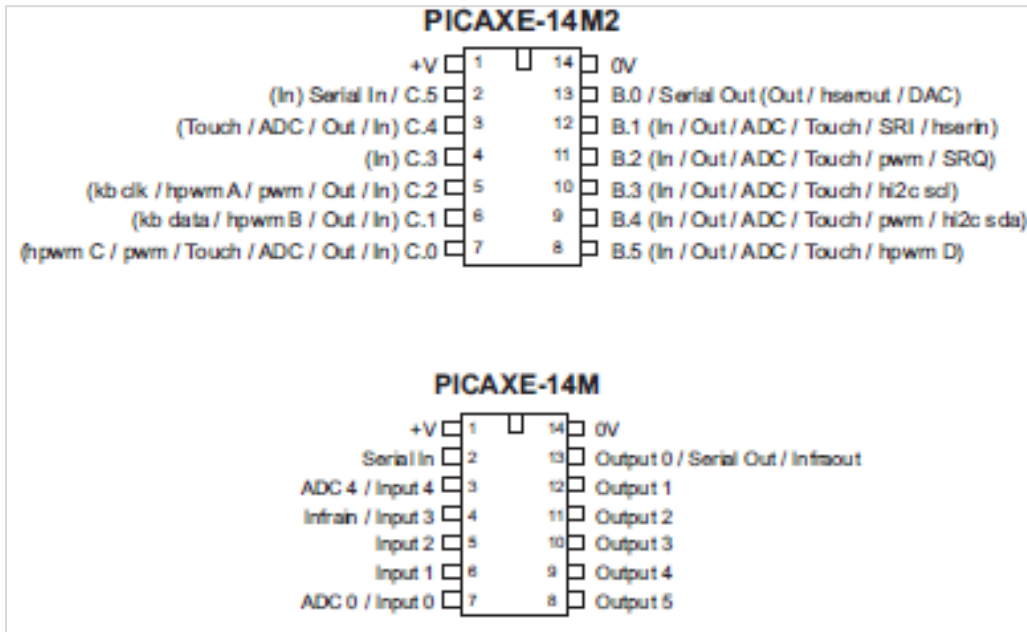 PICAXE-14M2
+V 1 14 0V
(In) Serial In / C.5 2 13 B.0 / Serial Out (Out / hserout / DAC)
(Touch / ADC / Out / In) C.4 3 12 B.1 (In / Out / ADC / Touch / SRI / hserin)
(In) C.3 4 11 B.2 (In / Out / ADC / Touch / pwm / SRQ)
(kb clk / hpwm A / pwm / Out / In) C.2 5 10 B.3 (In / Out / ADC / Touch / hi2c scl)
(kb data / hpwm B / Out / In) C.1 6 9 B.4 (In / Out / ADC / Touch / pwm / hi2c sda)
(hpwm C / pwm / Touch / ADC / Out / In) C.0 7 8 B.5 (In / Out / ADC / Touch / hpwm D)
PICAXE-14M
+V 1 14 0V
Serial In 2 13 Output 0 / Serial Out / Infraout
ADC 4 / Input 4 3 12 Output 1
Infrain / Input 3 4 11 Output 2
Input 2 5 10 Output 3
Input 1 6 9 Output 4
ADC 0 / Input 0 7 8 Output 5